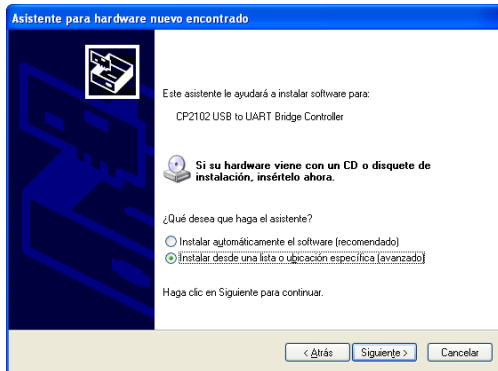 Asistente para hardware nuevo encontrado
Este asistente le ayudará a instalar software para:
CP2102 USB to UART Bridge Controller
Si su hardware viene con un CD o disquete de
instalación, insértelo ahora.
¿Qué desea que haga el asistente?
Instalar automáticamente el software (recomendado)
Instalar desde una lista o ubicación específica (avanzado)
Haga clic en Siguiente para continuar.
< Atrás Siguiente > Cancelar